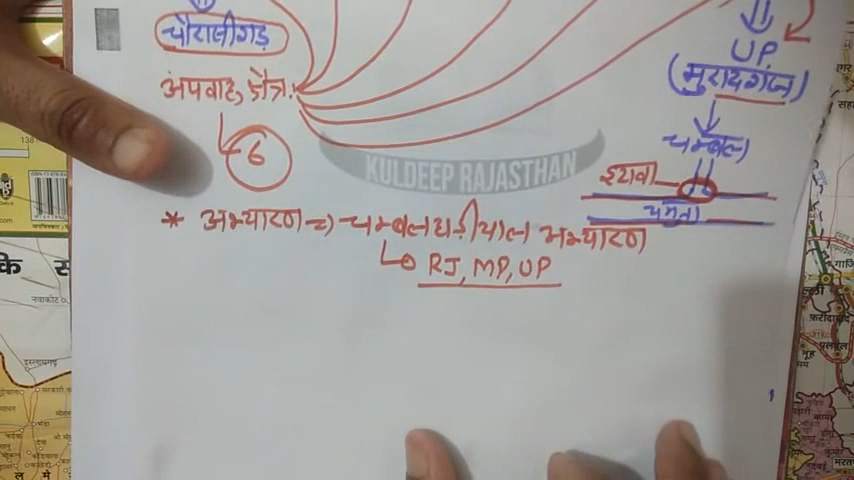 चौरासीगढ़
UP
(मुरादगंज)
अपवाह क्षेत्र:
6
चम्बल
KULDEEP RAJASTHAN
इटावा
यमुना
* अभ्यारण => चम्बल घड़ीयाल अभ्यारण
RJ, MP, UP
1